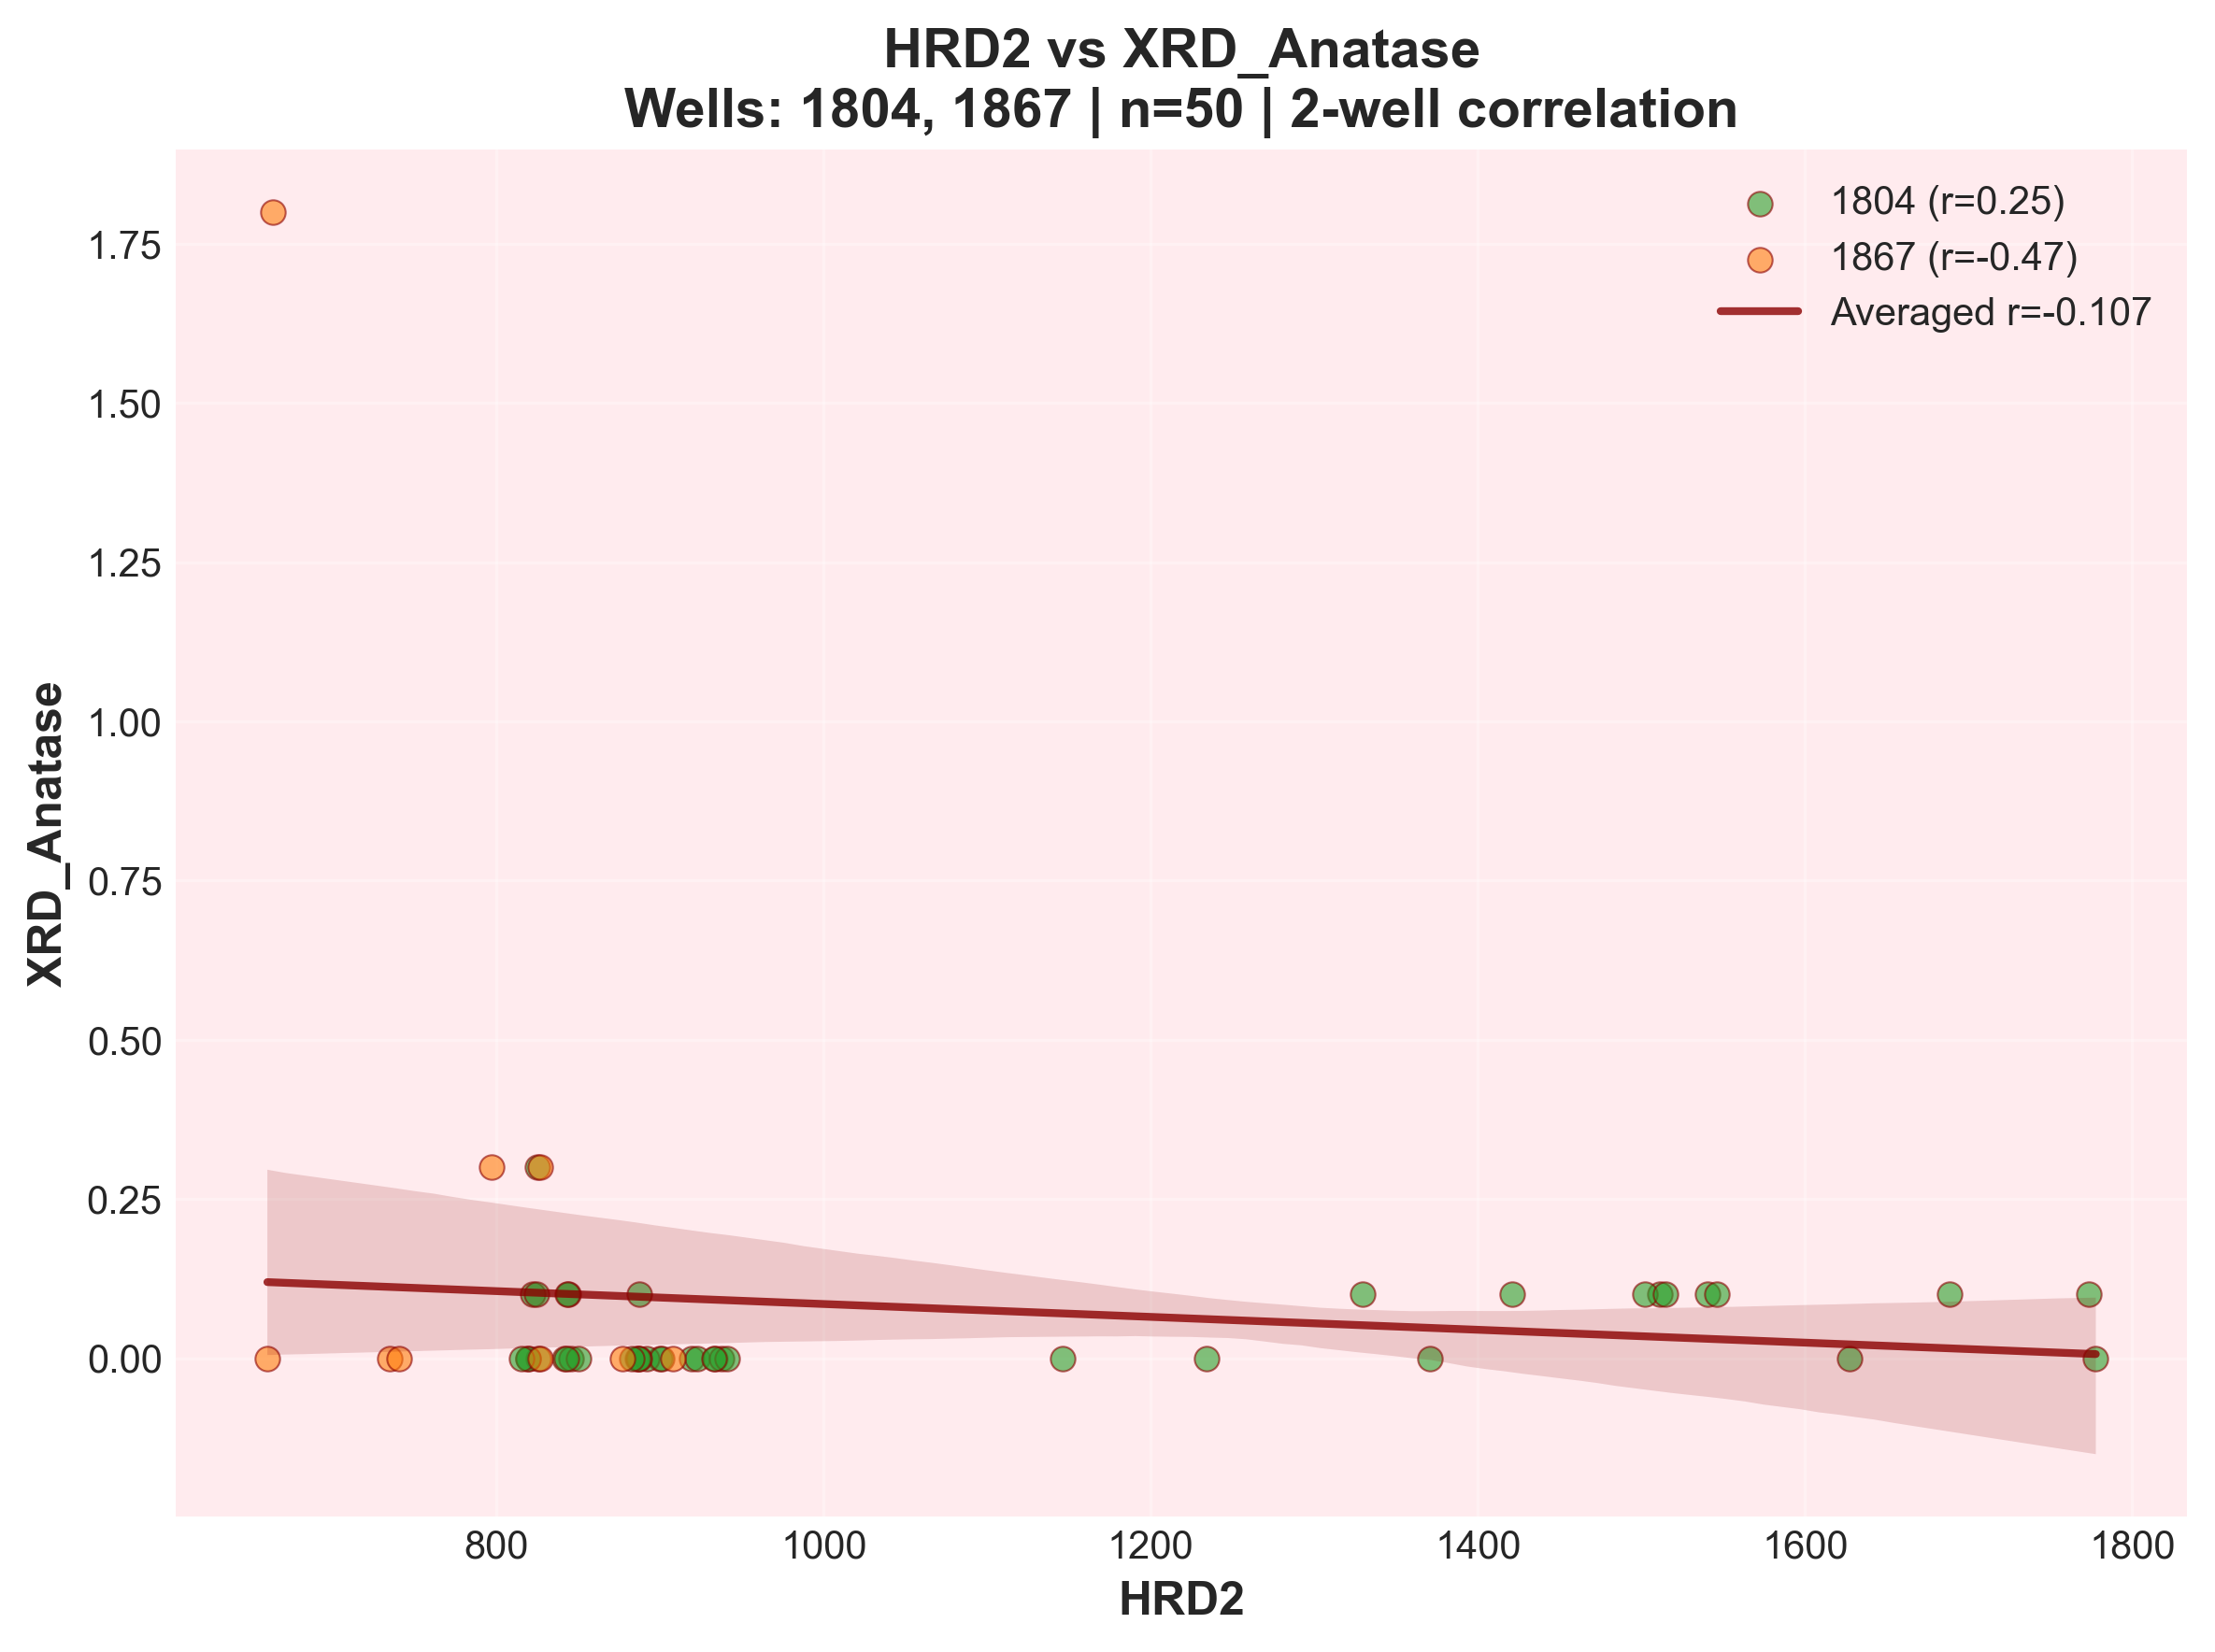 HRD2 vs XRD_Anatase
Wells: 1804, 1867 | n=50 | 2-well correlation
1804 (r=0.25)
1867 (r=-0.47)
Averaged r=-0.107
XRD_Anatase
1.75
1.50
1.25
1.00
0.75
0.50
0.25
0.00
800 1000 1200 1400 1600 1800
HRD2